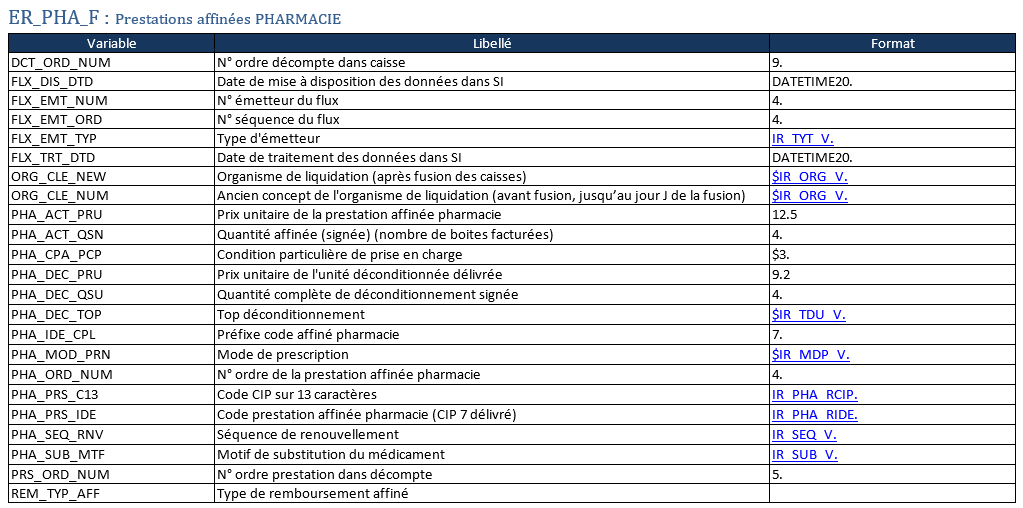 ER_PHA_F : Prestations affinées PHARMACIE
Variable Libellé Format
DCT_ORD_NUM N° ordre décompte dans caisse 9.
FLX_DIS_DTD Date de mise à disposition des données dans SI DATETIME20.
FLX_EMT_NUM N° émetteur du flux 4.
FLX_EMT_ORD N° séquence du flux 4.
FLX_EMT_TYP Type d'émetteur IR_TYT_V.
FLX_TRT_DTD Date de traitement des données dans SI DATETIME20.
ORG_CLE_NEW Organisme de liquidation (après fusion des caisses) $IR_ORG_V.
ORG_CLE_NUM Ancien concept de l'organisme de liquidation (avant fusion, jusqu’au jour J de la fusion) $IR_ORG_V.
PHA_ACT_PRU Prix unitaire de la prestation affinée pharmacie 12.5
PHA_ACT_QSN Quantité affinée (signée) (nombre de boites facturées) 4.
PHA_CPA_PCP Condition particulière de prise en charge $3.
PHA_DEC_PRU Prix unitaire de l'unité déconditionnée délivrée 9.2
PHA_DEC_QSU Quantité complète de déconditionnement signée 4.
PHA_DEC_TOP Top déconditionnement $IR_TDU_V.
PHA_IDE_CPL Préfixe code affiné pharmacie 7.
PHA_MOD_PRN Mode de prescription $IR_MDP_V.
PHA_ORD_NUM N° ordre de la prestation affinée pharmacie 4.
PHA_PRS_C13 Code CIP sur 13 caractères IR_PHA_RCIP.
PHA_PRS_IDE Code prestation affinée pharmacie (CIP 7 délivré) IR_PHA_RIDE.
PHA_SEQ_RNV Séquence de renouvellement IR_SEQ_V.
PHA_SUB_MTF Motif de substitution du médicament IR_SUB_V.
PRS_ORD_NUM N° ordre prestation dans décompte 5.
REM_TYP_AFF Type de remboursement affiné